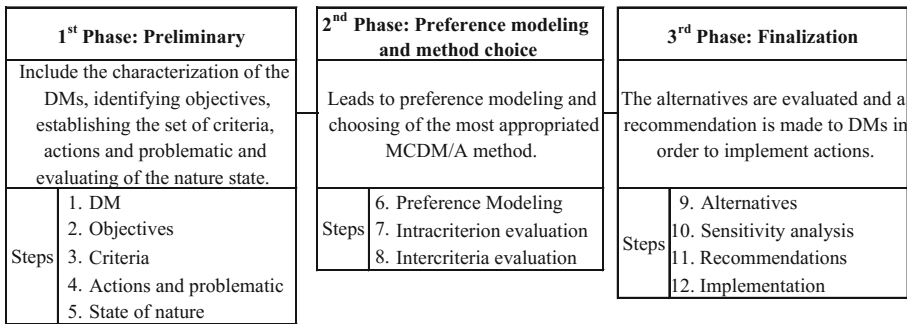 1st Phase: Preliminary
Include the characterization of the
DMs, identifying objectives,
establishing the set of criteria,
actions and problematic and
evaluating of the nature state.
Steps
1. DM
2. Objectives
3. Criteria
4. Actions and problematic
5. State of nature
2nd Phase: Preference modeling
and method choice
Leads to preference modeling and
choosing of the most appropriated
MCDM/A method.
Steps
6. Preference Modeling
7. Intracriterion evaluation
8. Intercriteria evaluation
3rd Phase: Finalization
The alternatives are evaluated and a
recommendation is made to DMs in
order to implement actions.
Steps
9. Alternatives
10. Sensitivity analysis
11. Recommendations
12. Implementation